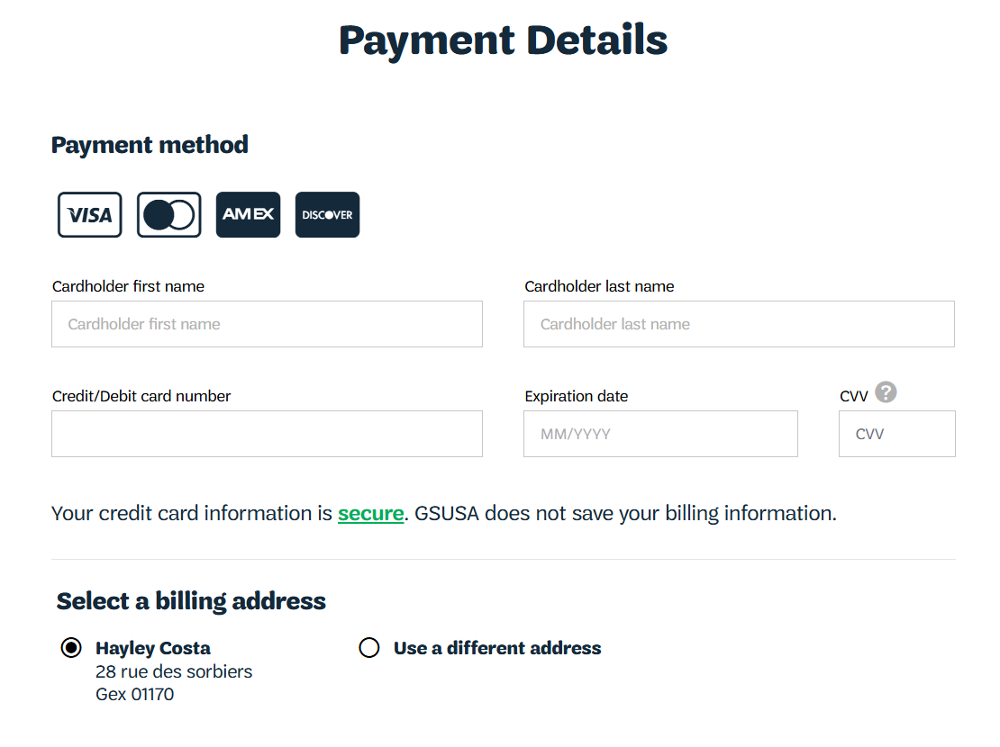 Payment Details
Payment method
VISA AMEX DISCOVER
Cardholder first name
Cardholder first name
Cardholder last name
Cardholder last name
Credit/Debit card number
Expiration date
MM/YYYY
CVV ?
CVV
Your credit card information is secure. GSUSA does not save your billing information.
Select a billing address
Hayley Costa
28 rue des sorbiers
Gex 01170
Use a different address